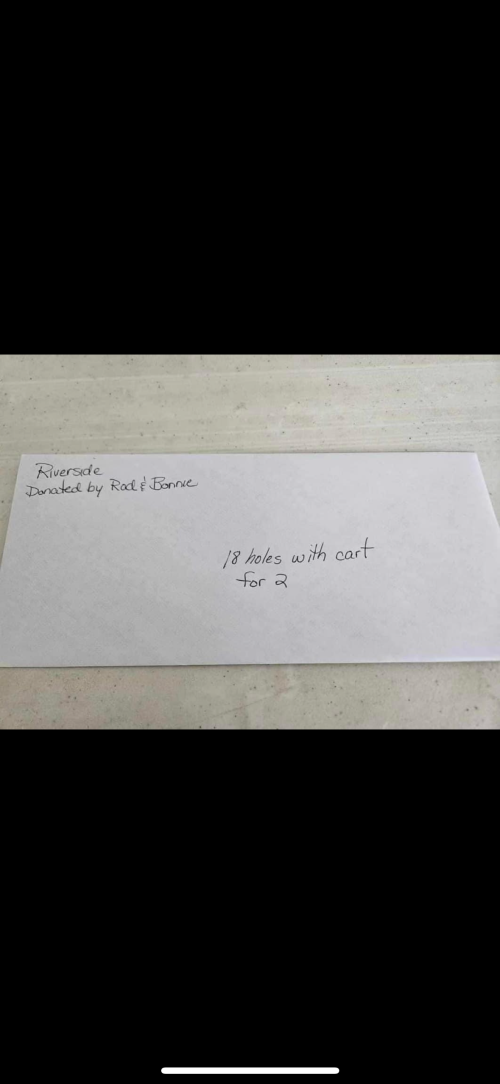 Riverside
Donated by Rod & Bonnie
18 holes with cart
for 2